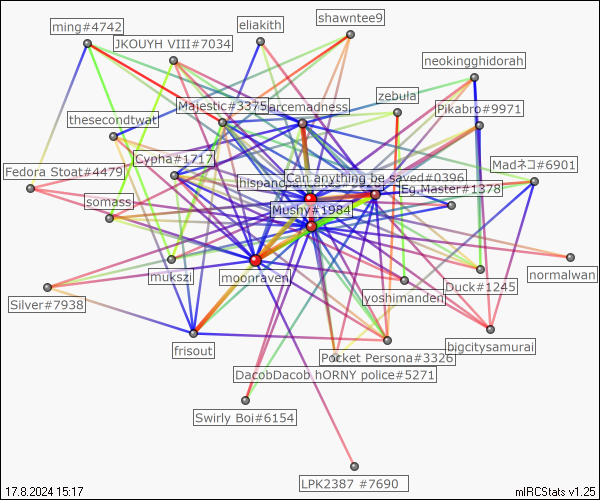 shawntee9
eliakith
ming#4742
JKOUYH VIII#7034
neokingghidorah
zebula
Majestic#3375
arcemadness
Pikabro#9971
thesecondtwat
Cypha#1717
Madネコ#6901
Fedora Stoat#4479
Can anything be saved#0396
Eg.Master#1378
somass
Mushy#1984
mukszi
moonraven
normalwan
yoshimanden
Duck#1245
Silver#7938
frisout
bigcitysamurai
Pocket Persona#3326
DacobDacob hORNY police#5271
Swirly Boi#6154
LPK2387 #7690
17.8.2024 15:17
mIRCStats v1.25